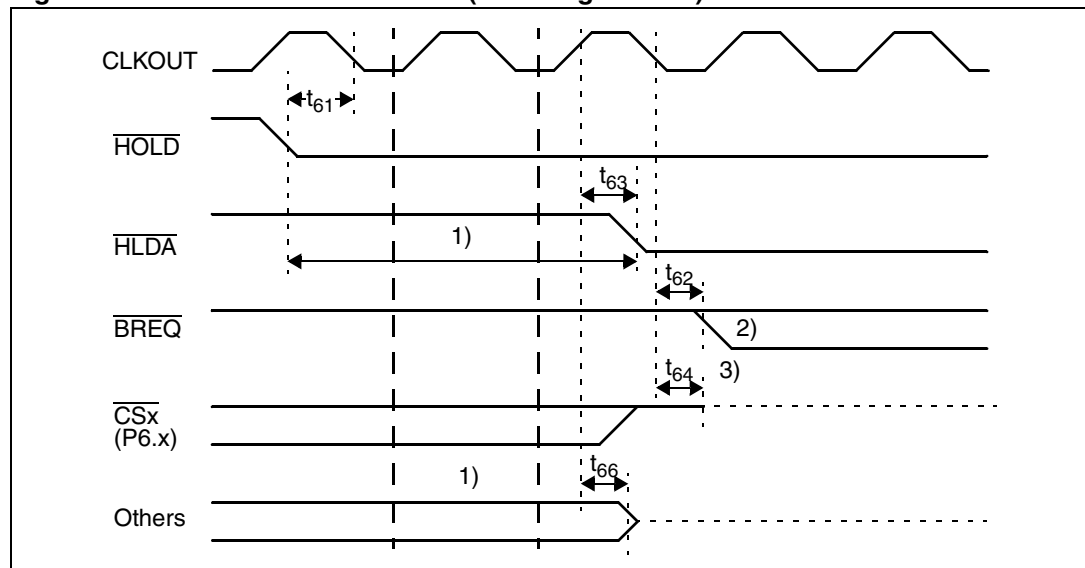 CLKOUT
t61
HOLD
t63
HLDA
1)
t62
BREQ
2)
t64
3)
CSx
(P6.x)
1)
t66
Others